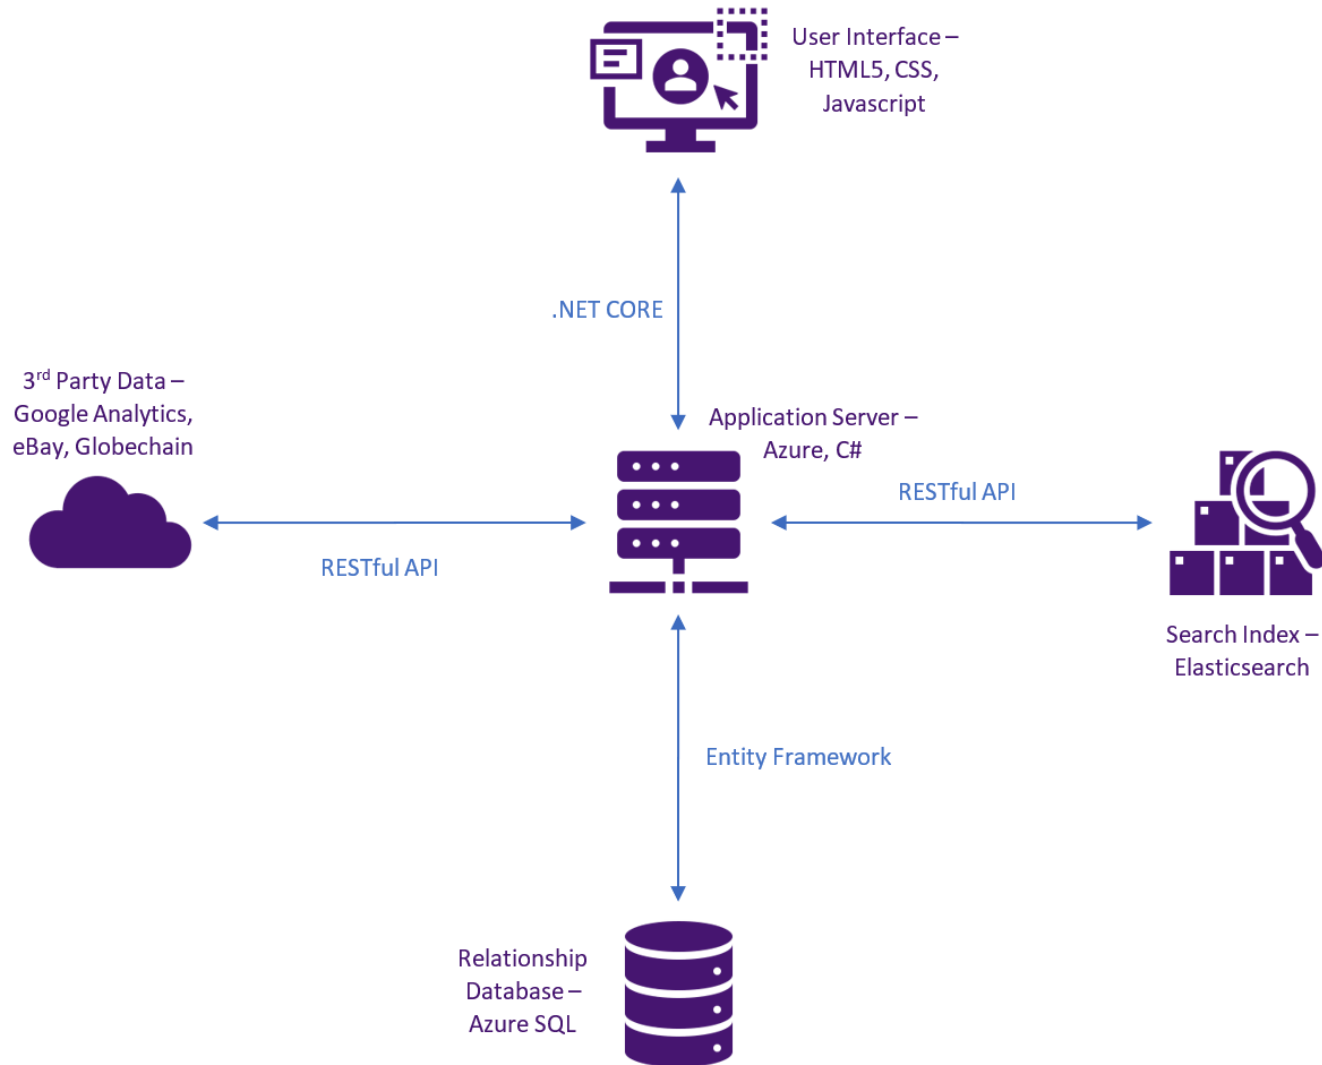 User Interface –
HTML5, CSS,
Javascript
.NET CORE
3rd Party Data –
Google Analytics,
eBay, Globechain
Application Server –
Azure, C#
RESTful API
RESTful API
Search Index –
Elasticsearch
Entity Framework
Relationship
Database –
Azure SQL